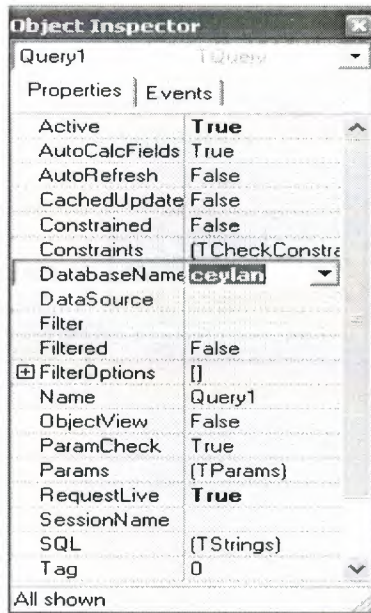 Object Inspector
Query1 TQuery
Properties Events
Active True
AutoCalcFields True
AutoRefresh False
CachedUpdate False
Constrained False
Constraints (TCheckConstra
DatabaseName ceylan
DataSource
Filter
Filtered False
FilterOptions []
Name Query1
ObjectView False
ParamCheck True
Params (TParams)
RequestLive True
SessionName
SQL (TStrings)
Tag 0
All shown